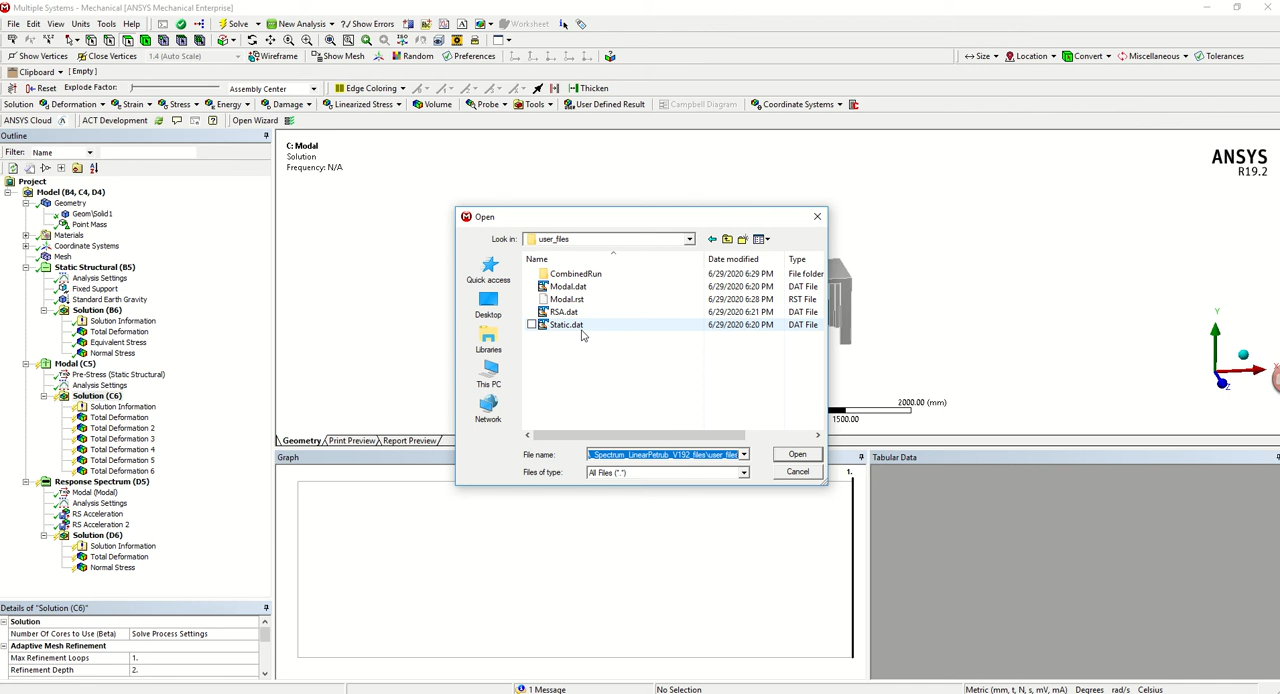 Multiple Systems - Mechanical [ANSYS Mechanical Enterprise]
File Edit View Units Tools Help Solve New Analysis ?/ Show Errors Worksheet
Show Vertices Close Vertices 1.4 (Auto Scale) Wireframe Show Mesh Random Preferences Size Location Convert Miscellaneous Tolerances
Clipboard [ Empty ]
Reset Explode Factor: Assembly Center Edge Coloring Thicken
Solution Deformation Strain Stress Energy Damage Linearized Stress Volume Probe Tools User Defined Result Campbell Diagram Coordinate Systems
ANSYS Cloud ACT Development Open Wizard
Outline
Filter: Name
Project
Model (B4, C4, D4)
Geometry
Geom\Solid1
Point Mass
Materials
Coordinate Systems
Mesh
Static Structural (B5)
Analysis Settings
Fixed Support
Standard Earth Gravity
Solution (B6)
Solution Information
Total Deformation
Equivalent Stress
Normal Stress
Modal (C5)
Pre-Stress (Static Structural)
Analysis Settings
Solution (C6)
Solution Information
Total Deformation
Total Deformation 2
Total Deformation 3
Total Deformation 4
Total Deformation 5
Total Deformation 6
Response Spectrum (D5)
Modal (Modal)
Analysis Settings
RS Acceleration
RS Acceleration 2
Solution (D6)
Solution Information
Total Deformation
Normal Stress
Details of "Solution (C6)"
Solution
Number Of Cores to Use (Beta) Solve Process Settings
Adaptive Mesh Refinement
Max Refinement Loops 1.
Refinement Depth 2.
C: Modal
Solution
Frequency: N/A
ANSYS
R19.2
Open
Look in: user_files
Name Date modified Type
CombinedRun 6/29/2020 6:29 PM File folder
Modal.dat 6/29/2020 6:20 PM DAT File
Modal.rst 6/29/2020 6:28 PM RST File
RSA.dat 6/29/2020 6:21 PM DAT File
Static.dat 6/29/2020 6:20 PM DAT File
Quick access
Desktop
Libraries
This PC
Network
File name: \_Spectrum_LinearPetrub_V192_files\user_files Open
Files of type: All Files (*.*) Cancel
Y
X
Z
2000.00 (mm)
1500.00
Geometry Print Preview Report Preview
Graph
1.
Tabular Data
1 Message No Selection Metric (mm, t, N, s, mV, mA) Degrees rad/s Celsius